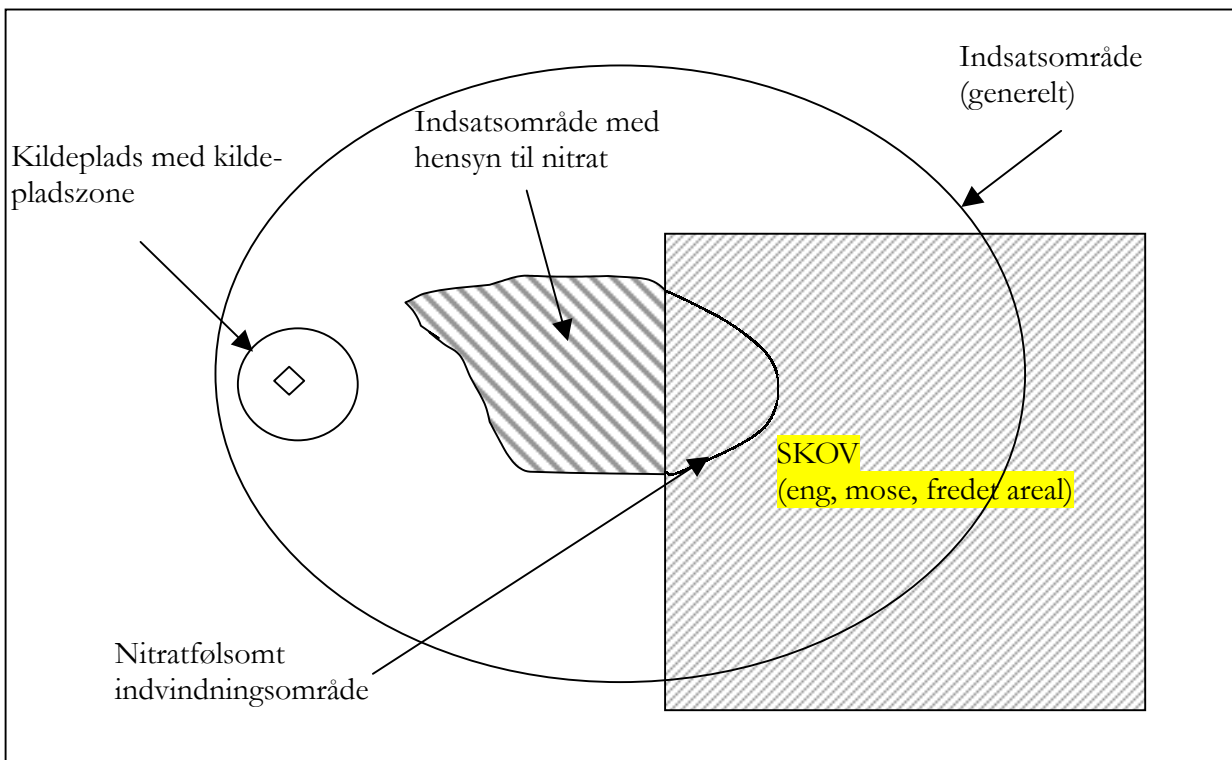 Indsatsområde
(generelt)
Indsatsområde med
hensyn til nitrat
Kildeplads med kilde-
pladszone
SKOV
(eng, mose, fredet areal)
Nitratfølsomt
indvindningsområde